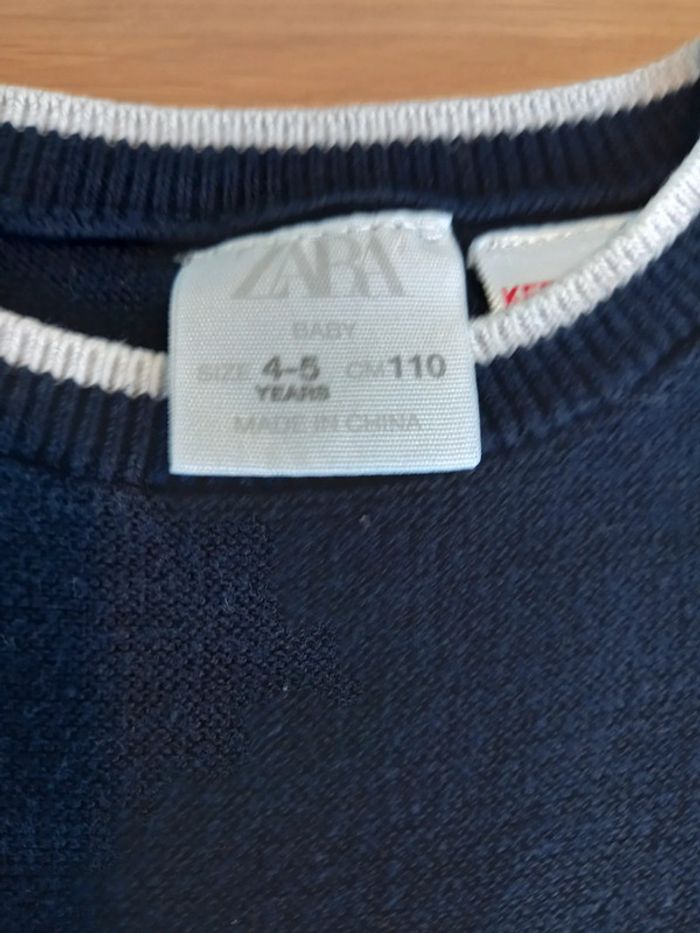 ZARA
BABY
SIZE 4-5 CM 110
YEARS
MADE IN CHINA